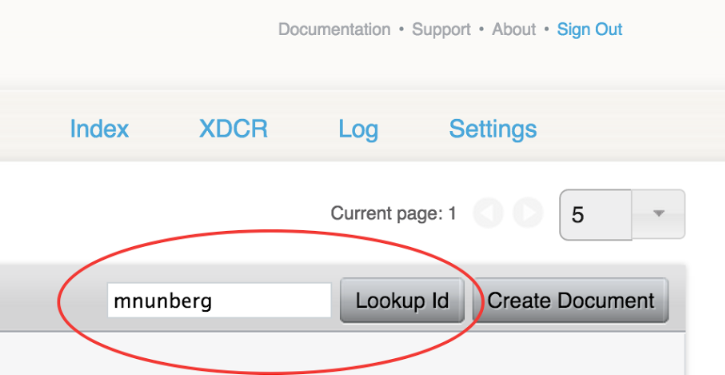 Documentation • Support • About • Sign Out
Index XDCR Log Settings
Current page: 1 5
mnunberg Lookup Id Create Document